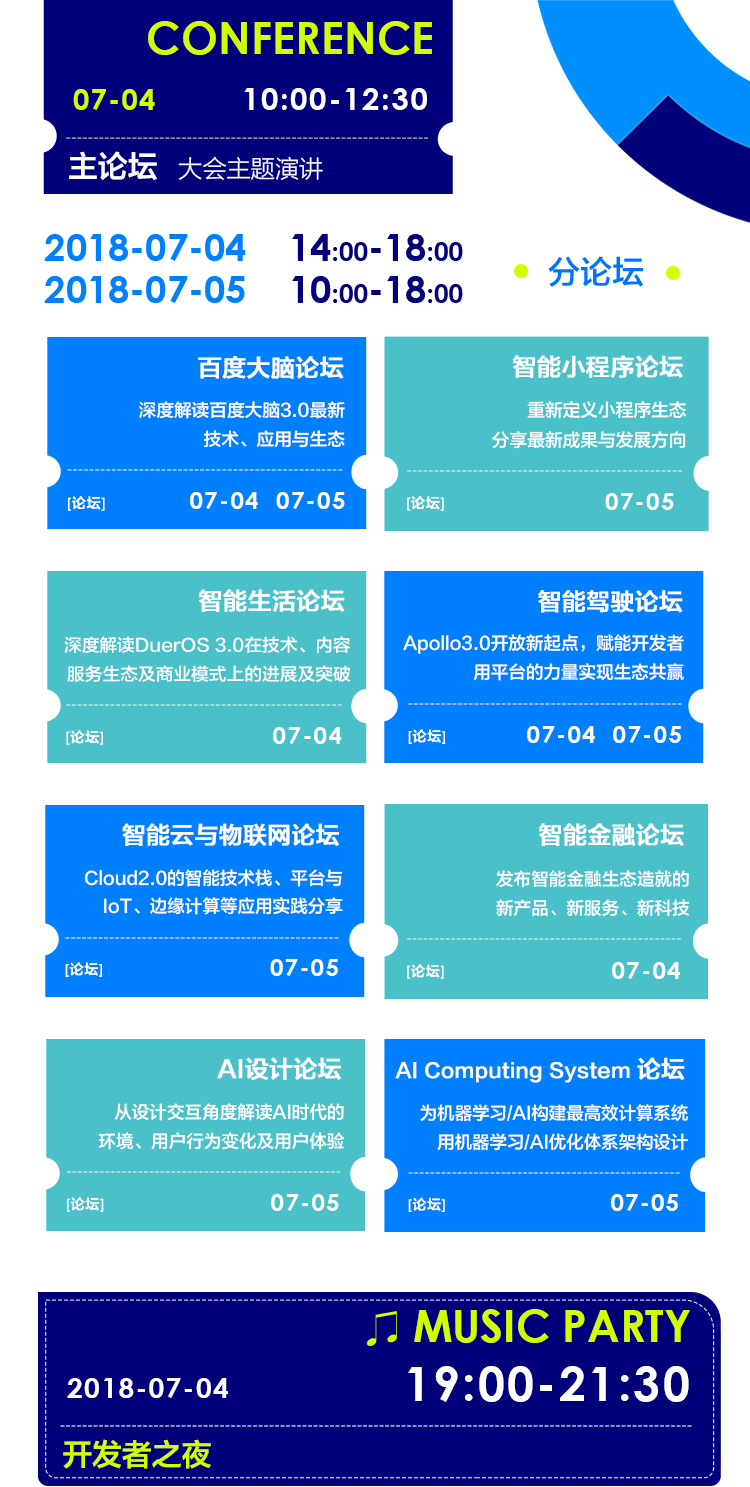 CONFERENCE
07-04 10:00-12:30
主论坛 大会主题演讲
2018-07-04 14:00-18:00
2018-07-05 10:00-18:00
分论坛
百度大脑论坛
深度解读百度大脑3.0最新
技术、应用与生态
[论坛] 07-04 07-05
智能小程序论坛
重新定义小程序生态
分享最新成果与发展方向
[论坛] 07-05
智能生活论坛
深度解读DuerOS 3.0在技术、内容
服务生态及商业模式上的进展及突破
[论坛] 07-04
智能驾驶论坛
Apollo3.0开放新起点，赋能开发者
用平台的力量实现生态共赢
[论坛] 07-04 07-05
智能云与物联网论坛
Cloud2.0的智能技术栈、平台与
IoT、边缘计算等应用实践分享
[论坛] 07-05
智能金融论坛
发布智能金融生态造就的
新产品、新服务、新科技
[论坛] 07-04
AI设计论坛
从设计交互角度解读AI时代的
环境、用户行为变化及用户体验
[论坛] 07-05
AI Computing System 论坛
为机器学习/AI构建最高效计算系统
用机器学习/AI优化体系架构设计
[论坛] 07-05
MUSIC PARTY
2018-07-04 19:00-21:30
开发者之夜